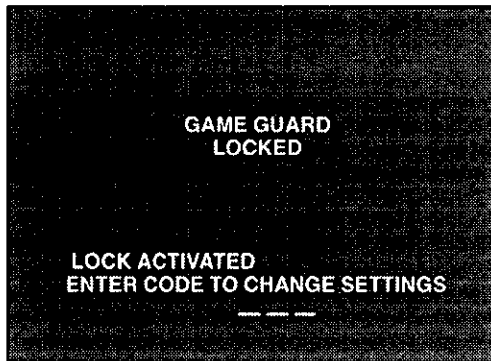 GAME GUARD
LOCKED
LOCK ACTIVATED
ENTER CODE TO CHANGE SETTINGS